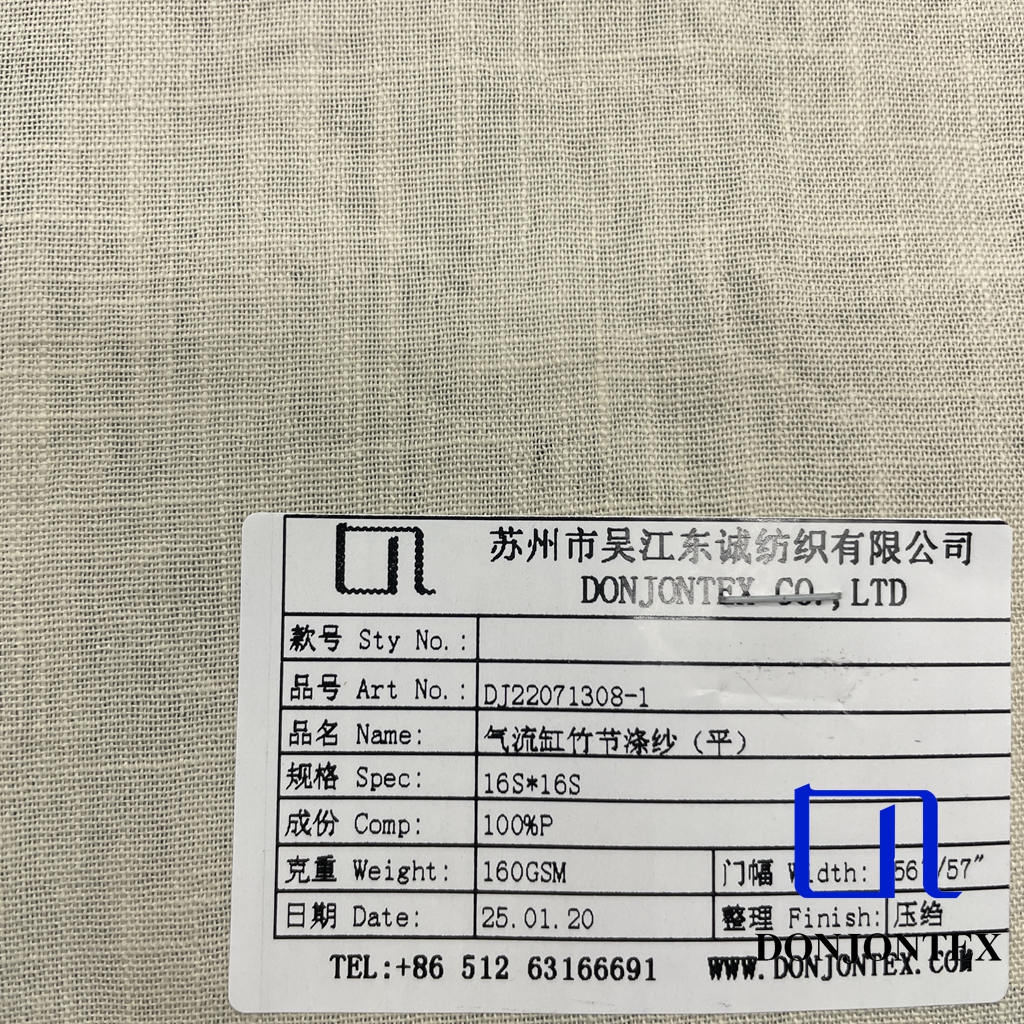 苏州市吴江东诚纺织有限公司
DONJONTEX CO.,LTD
款号 Sty No.:
品号 Art No.: DJ22071308-1
品名 Name: 气流缸竹节涤纱（平）
规格 Spec: 16S*16S
成份 Comp: 100%P
克重 Weight: 160GSM 门幅 Width: 56"/57"
日期 Date: 25.01.20 整理 Finish: 压绉
TEL:+86 512 63166691 WWW.DONJONTEX.COM
DONJONTEX